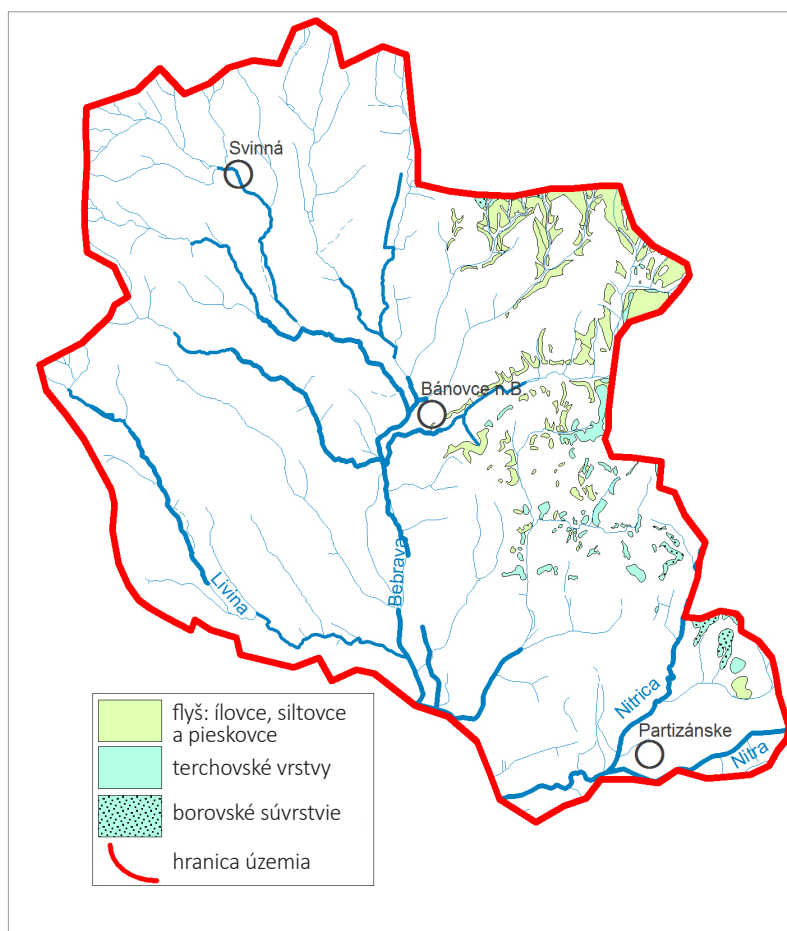 Svinná
Bánovce n.B
Livina
Bebrava
Nitrica
Partizánske
Nitra
flyš: ílovce, siltovce
a pieskovce
terchovské vrstvy
borovské súvrstvie
hranica územia